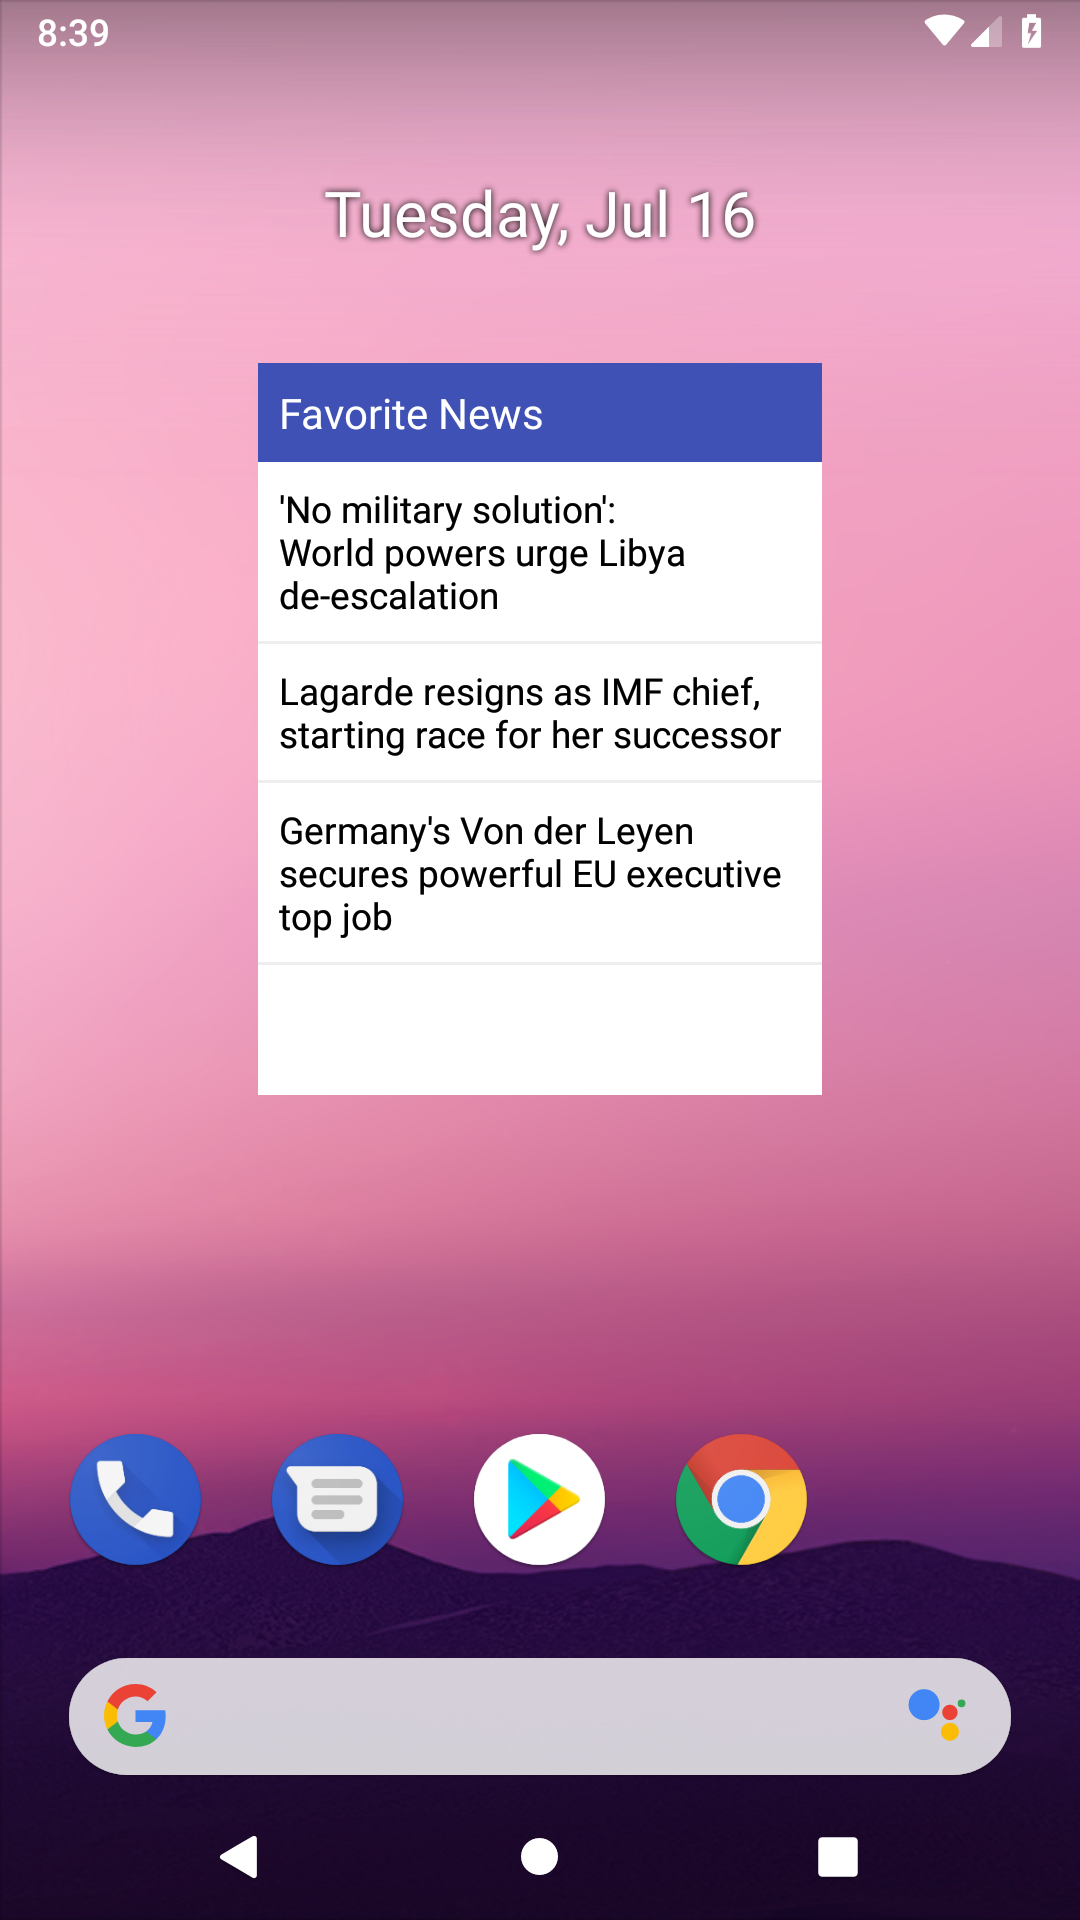 8:39
Tuesday, Jul 16
Favorite News
'No military solution':
World powers urge Libya
de-escalation
Lagarde resigns as IMF chief,
starting race for her successor
Germany's Von der Leyen
secures powerful EU executive
top job